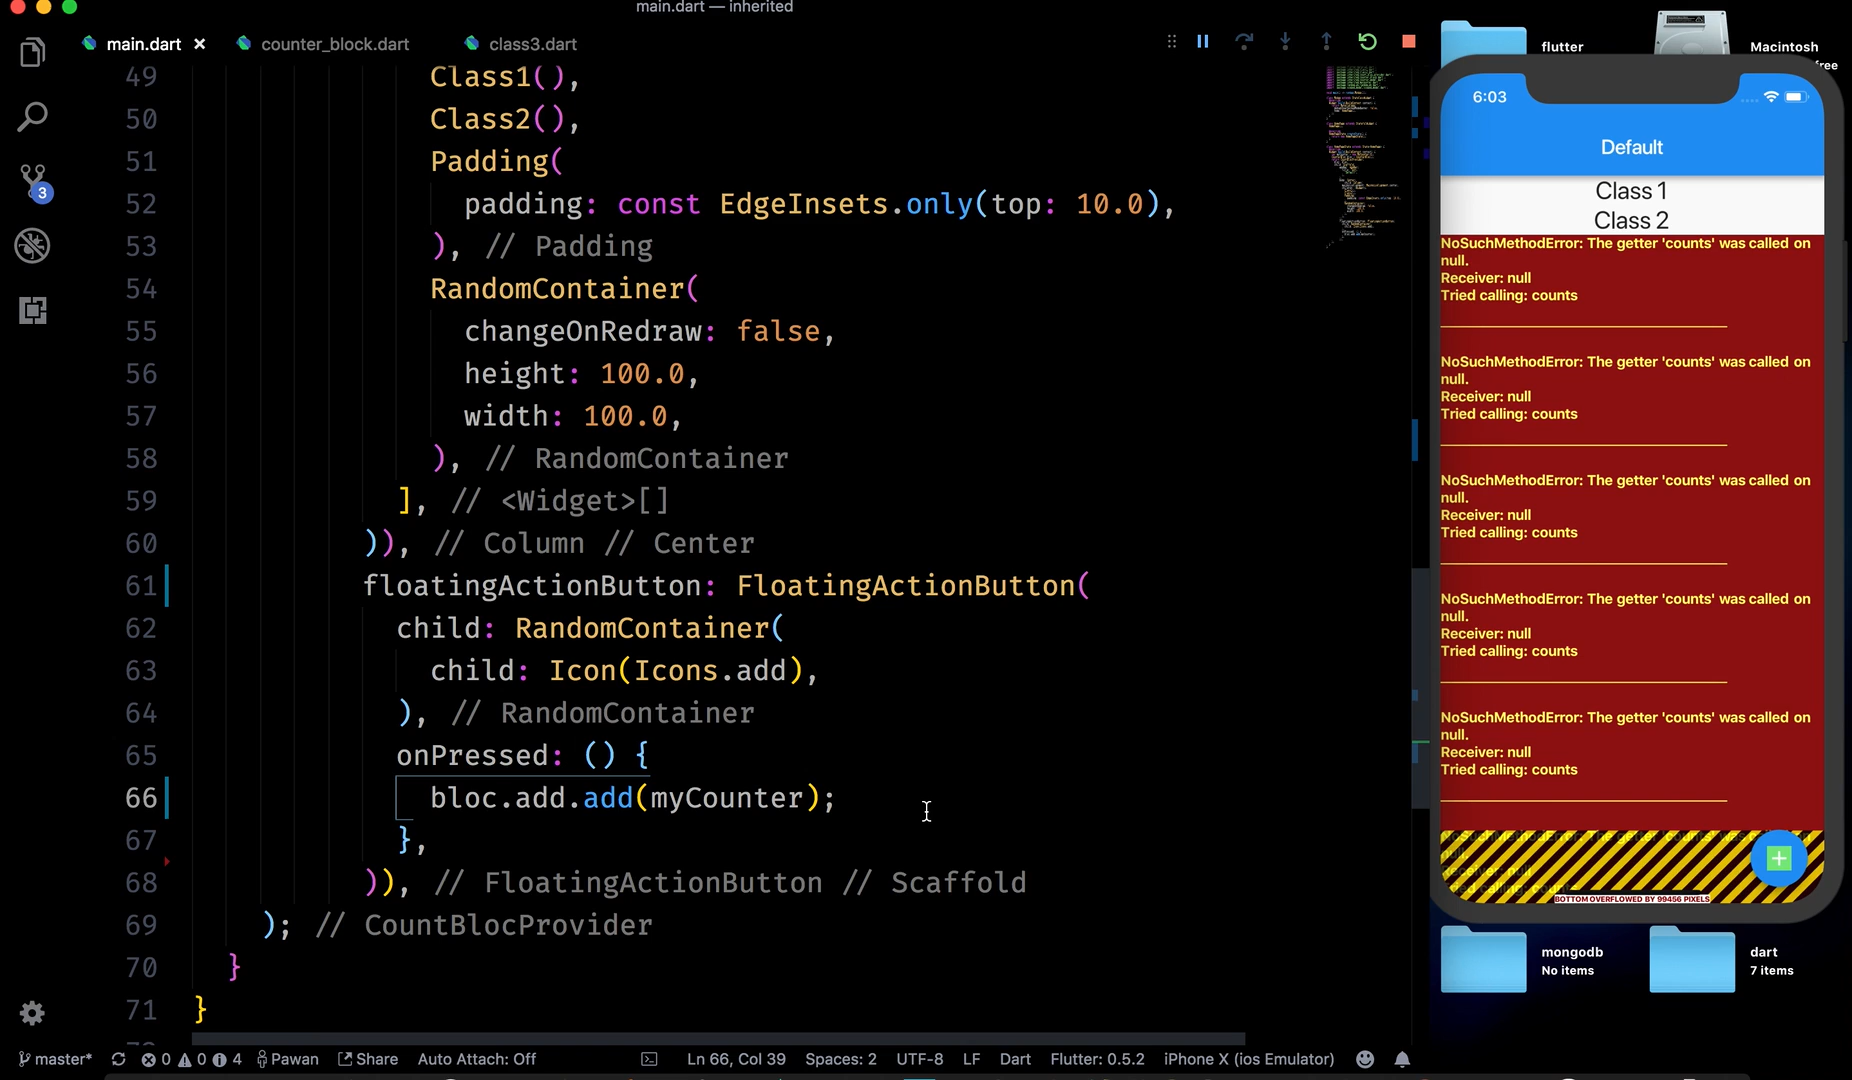 main.dart — inherited
main.dart × counter_block.dart class3.dart
49 Class1(),
50 Class2(),
51 Padding(
52 padding: const EdgeInsets.only(top: 10.0),
53 ), // Padding
54 RandomContainer(
55 changeOnRedraw: false,
56 height: 100.0,
57 width: 100.0,
58 ), // RandomContainer
59 ], // <Widget>[]
60 )), // Column // Center
61 floatingActionButton: FloatingActionButton(
62 child: RandomContainer(
63 child: Icon(Icons.add),
64 ), // RandomContainer
65 onPressed: () {
66 bloc.add.add(myCounter);
67 },
68 )), // FloatingActionButton // Scaffold
69 ); // CountBlocProvider
70 }
71 }
3
master* 0 0 4 Pawan Share Auto Attach: Off Ln 66, Col 39 Spaces: 2 UTF-8 LF Dart Flutter: 0.5.2 iPhone X (ios Emulator)
flutter
Macintosh
free
6:03
Default
Class 1
Class 2
NoSuchMethodError: The getter 'counts' was called on
null.
Receiver: null
Tried calling: counts
NoSuchMethodError: The getter 'counts' was called on
null.
Receiver: null
Tried calling: counts
NoSuchMethodError: The getter 'counts' was called on
null.
Receiver: null
Tried calling: counts
NoSuchMethodError: The getter 'counts' was called on
null.
Receiver: null
Tried calling: counts
NoSuchMethodError: The getter 'counts' was called on
null.
Receiver: null
Tried calling: counts
BOTTOM OVERFLOWED BY 99456 PIXELS
mongodb
No items
dart
7 items